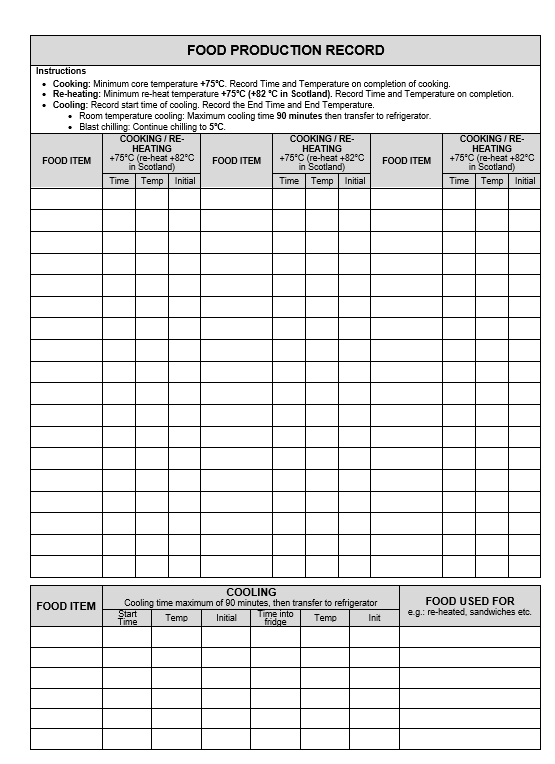 FOOD PRODUCTION RECORD
Instructions
• Cooking: Minimum core temperature +75°C. Record Time and Temperature on completion of cooking.
• Re-heating: Minimum re-heat temperature +75°C (+82 °C in Scotland). Record Time and Temperature on completion.
• Cooling: Record start time of cooling. Record the End Time and End Temperature.
• Room temperature cooling: Maximum cooling time 90 minutes then transfer to refrigerator.
• Blast chilling: Continue chilling to 5°C.
FOOD ITEM
COOKING / RE-
HEATING
+75°C (re-heat +82°C
in Scotland)
Time Temp Initial
FOOD ITEM
COOKING / RE-
HEATING
+75°C (re-heat +82°C
in Scotland)
Time Temp Initial
FOOD ITEM
COOKING / RE-
HEATING
+75°C (re-heat +82°C
in Scotland)
Time Temp Initial
FOOD ITEM
COOLING
Cooling time maximum of 90 minutes, then transfer to refrigerator
Start
Time
Temp
Initial
Time into
fridge
Temp
Init
FOOD USED FOR
e.g.: re-heated, sandwiches etc.